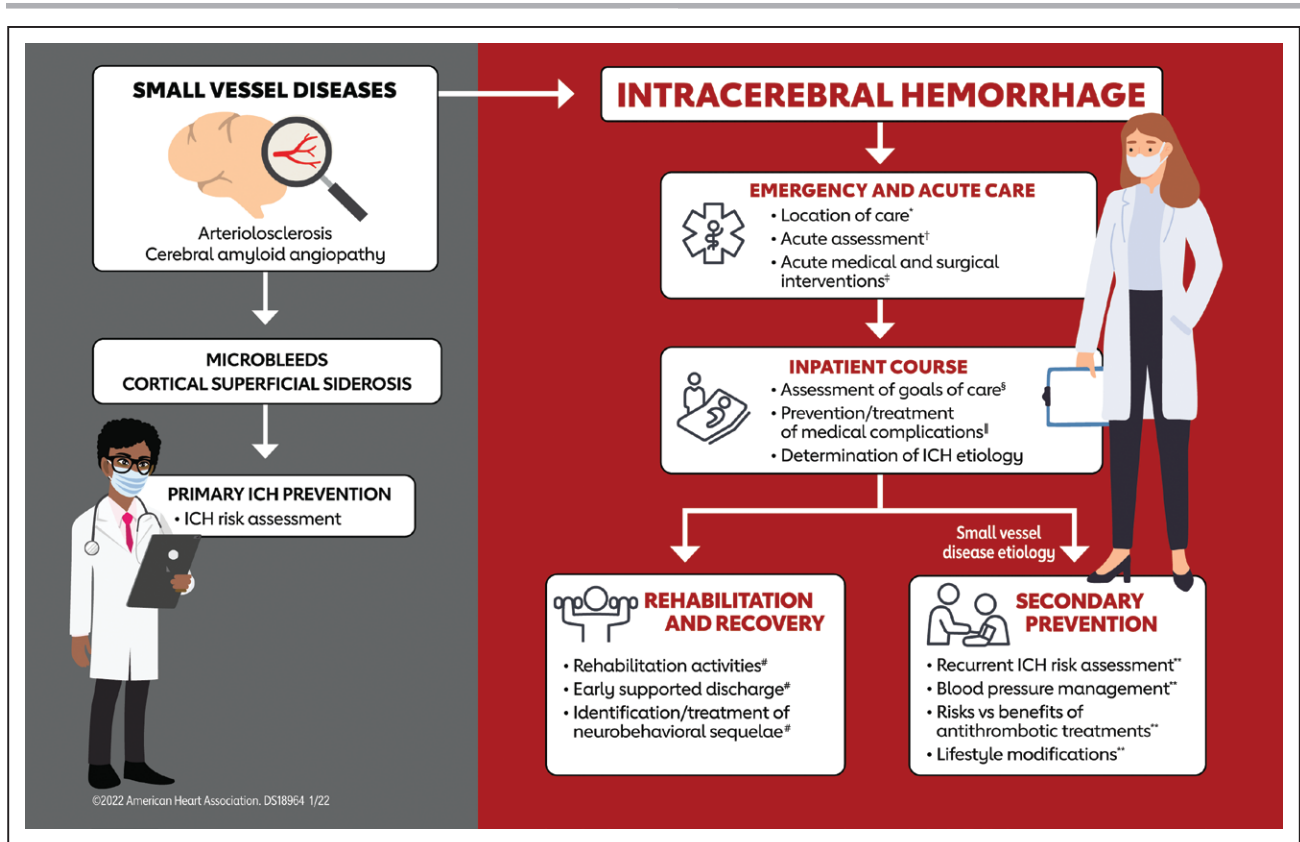 SMALL VESSEL DISEASES
Arteriolosclerosis
Cerebral amyloid angiopathy
MICROBLEEDS
CORTICAL SUPERFICIAL SIDEROSIS
PRIMARY ICH PREVENTION
• ICH risk assessment
©2022 American Heart Association. DS18964 1/22
INTRACEREBRAL HEMORRHAGE
EMERGENCY AND ACUTE CARE
• Location of care*
• Acute assessment†
• Acute medical and surgical
interventions‡
INPATIENT COURSE
• Assessment of goals of care§
• Prevention/treatment
of medical complications‖
• Determination of ICH etiology
Small vessel
disease etiology
REHABILITATION
AND RECOVERY
• Rehabilitation activities#
• Early supported discharge#
• Identification/treatment of
neurobehavioral sequelae#
SECONDARY
PREVENTION
• Recurrent ICH risk assessment**
• Blood pressure management**
• Risks vs benefits of
antithrombotic treatments**
• Lifestyle modifications**